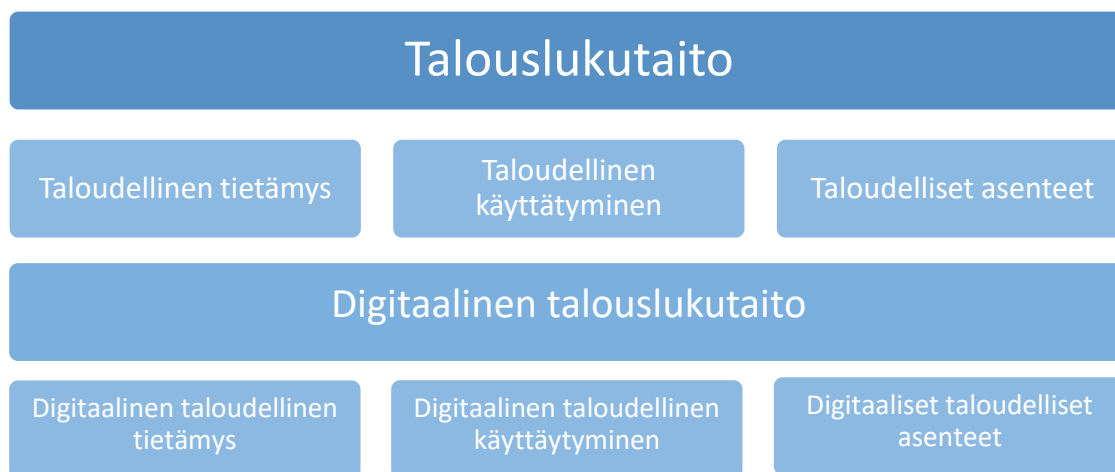 Talouslukutaito
Taloudellinen tietämys
Taloudellinen
käyttätyminen
Taloudelliset asenteet
Digitaalinen talouslukutaito
Digitaalinen taloudellinen
tietämys
Digitaalinen taloudellinen
käyttäytyminen
Digitaaliset taloudelliset
asenteet